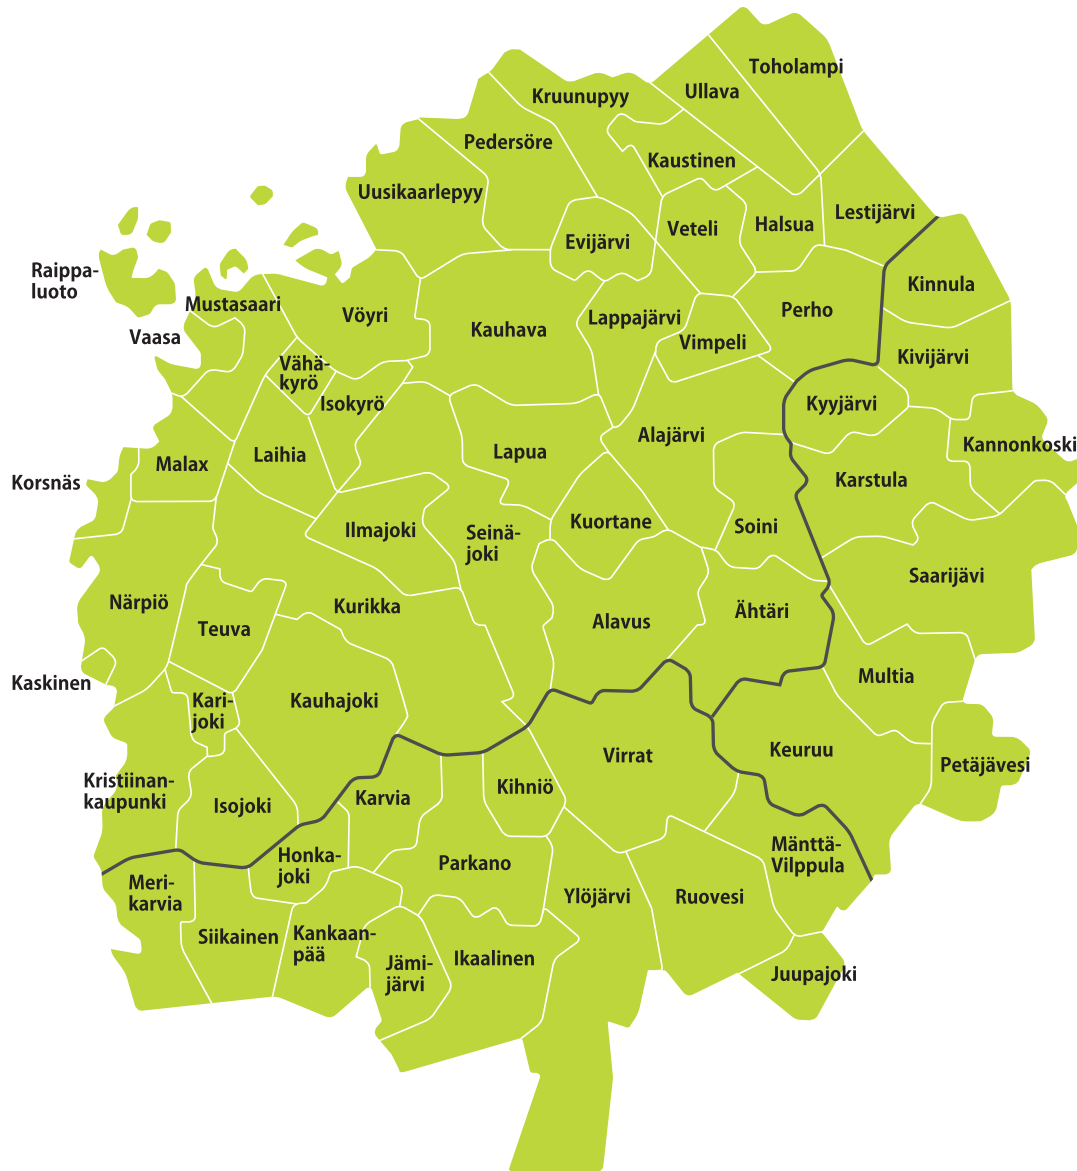 Toholampi
Ullava
Kruunupyy
Pedersöre
Kaustinen
Uusikaarlepyy
Lestijärvi
Halsua
Veteli
Evijärvi
Raippa-
luoto
Kinnula
Mustasaari
Vöyri
Perho
Lappajärvi
Kauhava
Vaasa
Vimpeli
Kivijärvi
Vähä-
kyrö
Isokyrö
Kyyjärvi
Alajärvi
Kannonkoski
Lapua
Laihia
Malax
Korsnäs
Karstula
Kuortane
Soini
Ilmajoki
Seinä-
joki
Saarijävi
Närpiö
Kurikka
Ähtäri
Alavus
Teuva
Multia
Kaskinen
Kari-
joki
Kauhajoki
Keuruu
Virrat
Petäjävesi
Kristiinan-
kaupunki
Isojoki
Karvia
Kihniö
Mänttä-
Vilppula
Honka-
joki
Parkano
Meri-
karvia
Ylöjärvi
Ruovesi
Siikainen
Kankaan-
pää
Ikaalinen
Jämi-
järvi
Juupajoki